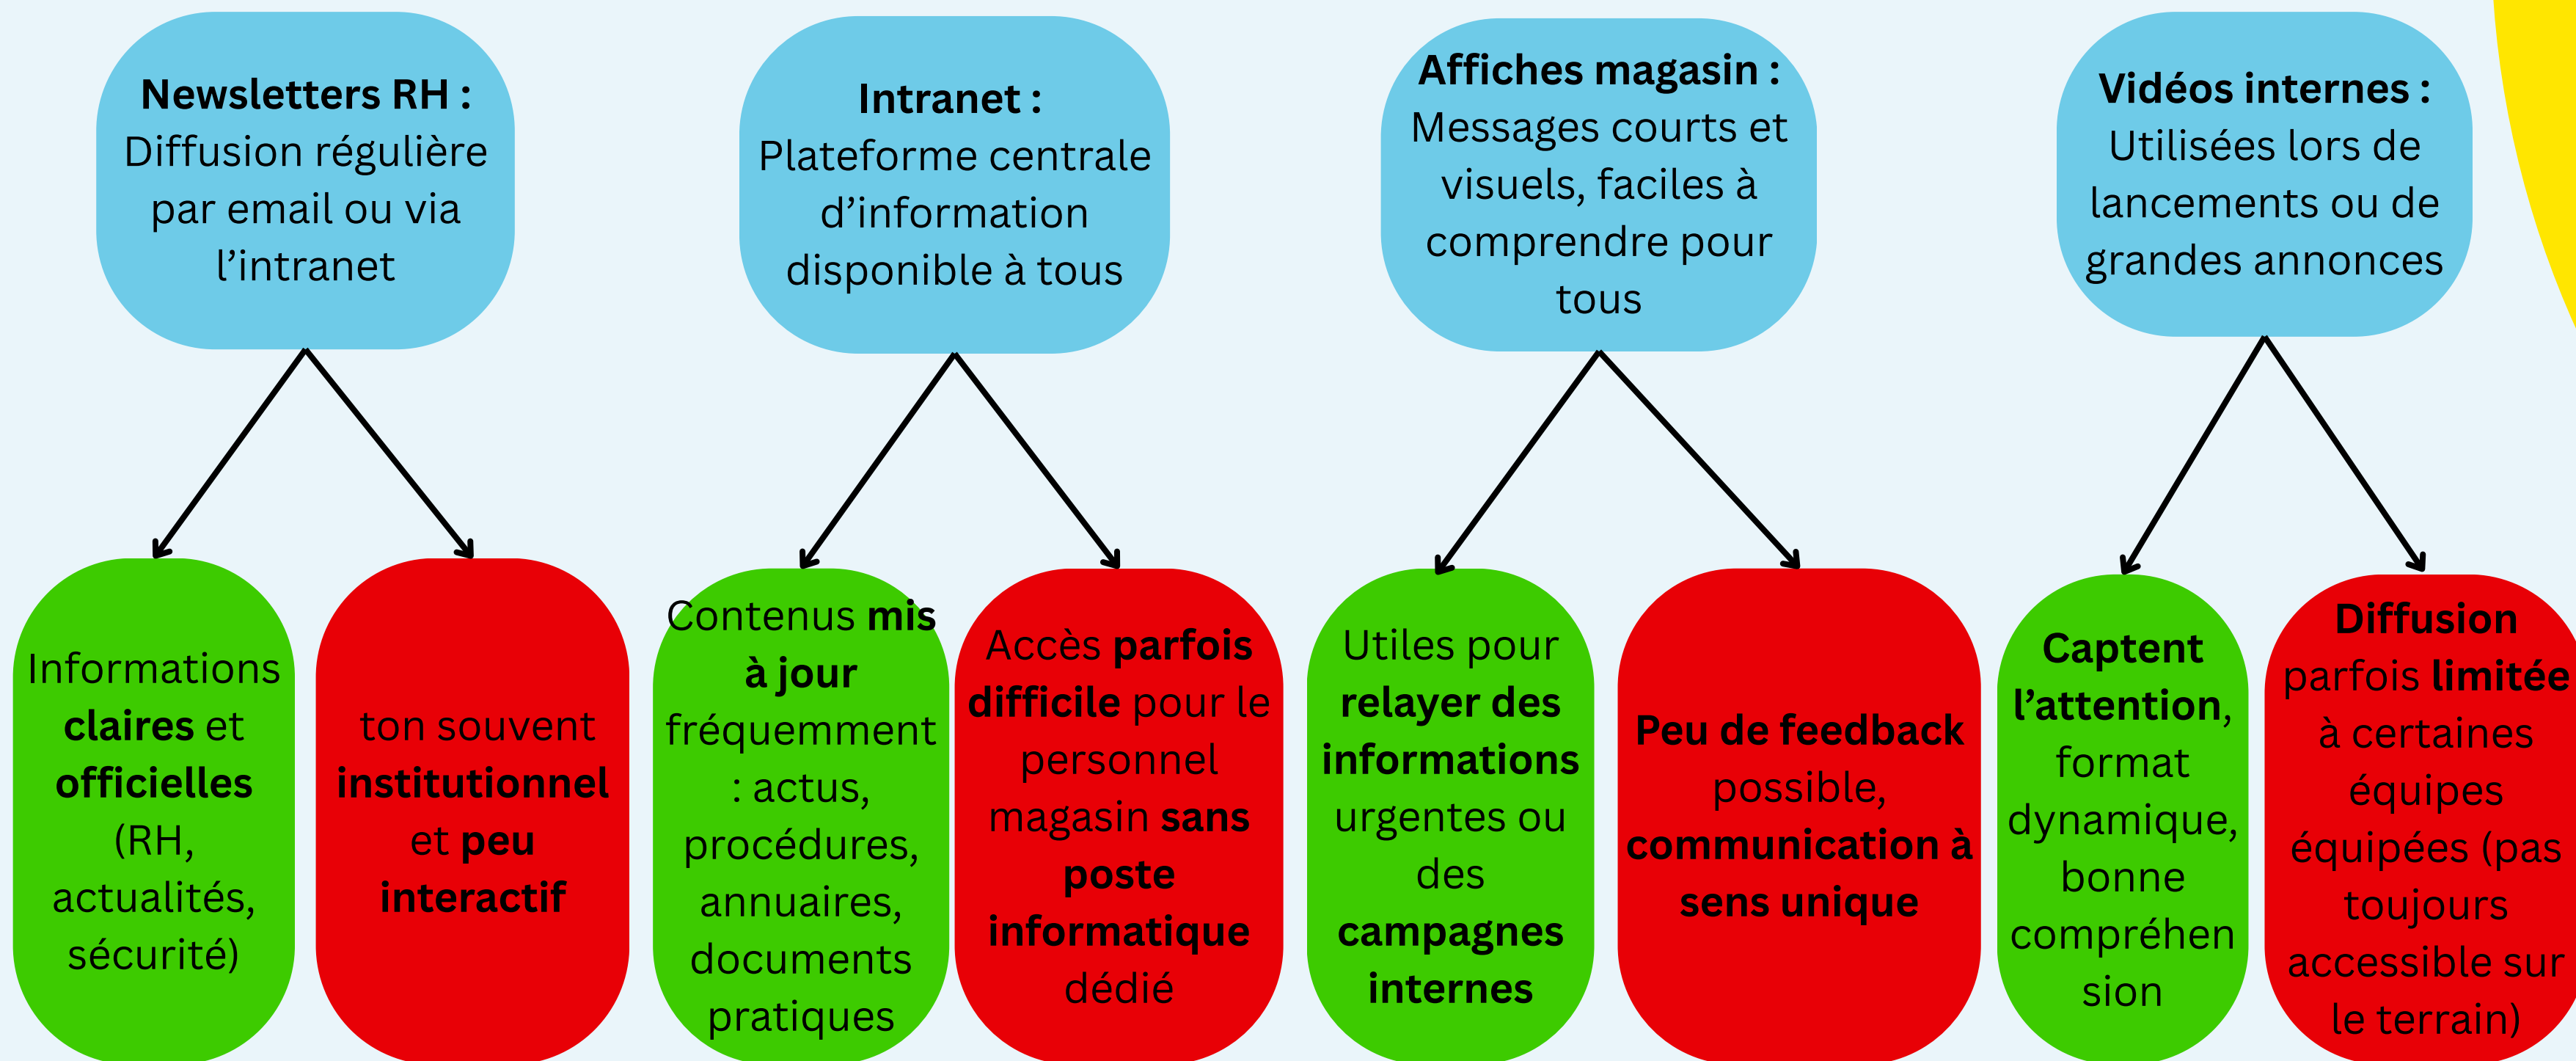 Newsletters RH :
Diffusion régulière
par email ou via
l’intranet
Intranet :
Plateforme centrale
d’information
disponible à tous
Affiches magasin :
Messages courts et
visuels, faciles à
comprendre pour
tous
Vidéos internes :
Utilisées lors de
lancements ou de
grandes annonces
Informations
claires et
officielles
(RH,
actualités,
sécurité)
ton souvent
institutionnel
et peu
interactif
Contenus mis
à jour
fréquemment
: actus,
procédures,
annuaires,
documents
pratiques
Accès parfois
difficile pour le
personnel
magasin sans
poste
informatique
dédié
Utiles pour
relayer des
informations
urgentes ou
des
campagnes
internes
Peu de feedback
possible,
communication à
sens unique
Captent
l’attention,
format
dynamique,
bonne
compréhen
sion
Diffusion
parfois limitée
à certaines
équipes
équipées (pas
toujours
accessible sur
le terrain)